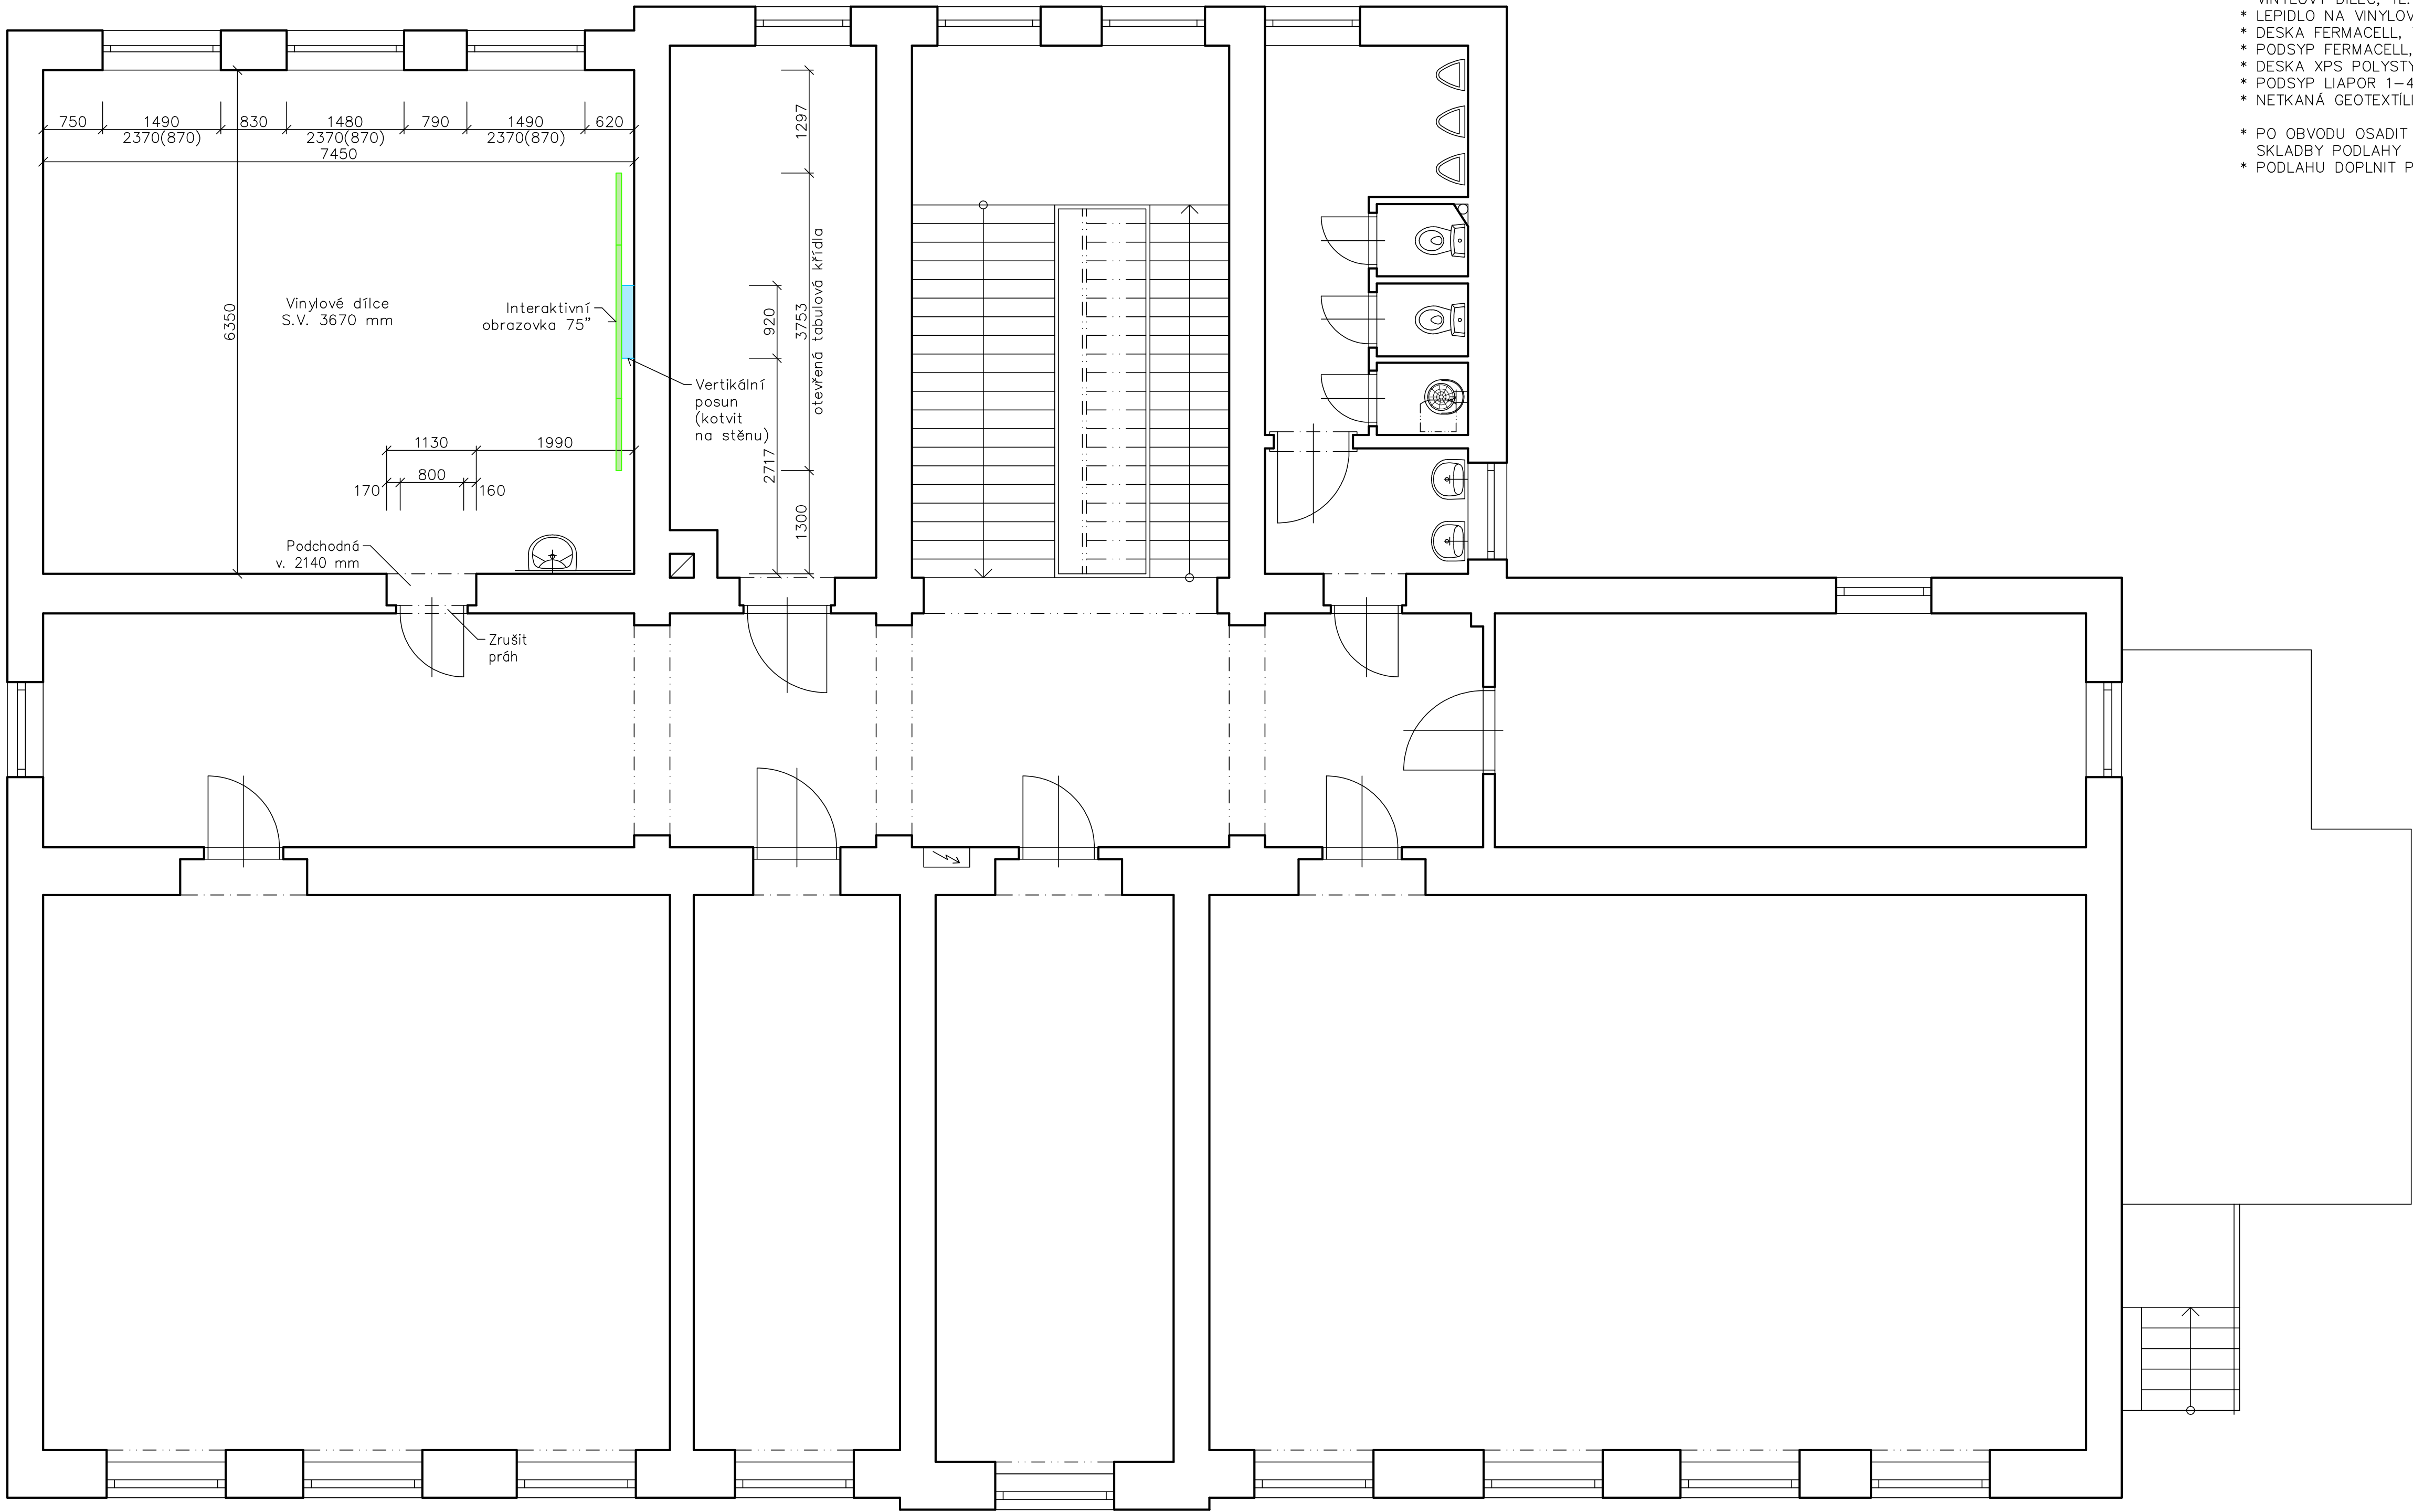 * LEPIDLO NA
* DESKA FERMACELL,
* PODSYP FERMACELL,
* DESKA XPS
* PODSYP LIAPOR 1-4
* NETKANÁ
* PO OBVODU OSADIT
SKLADBY PODLAHY
* PODLAHU DOPLNIT
750
1490
2370(870)
830
1480
2370(870)
790
1490
2370(870)
620
7450
6350
Vinylové dílce
S.V. 3670 mm
Interaktivní
obrazovka 75"
1297
3753
otevřená tabulová křídla
920
2717
1300
Vertikální
posun
(kotvit
na stěnu)
1130
1990
170
800
160
Podchodná
v. 2140 mm
Zrušit
práh